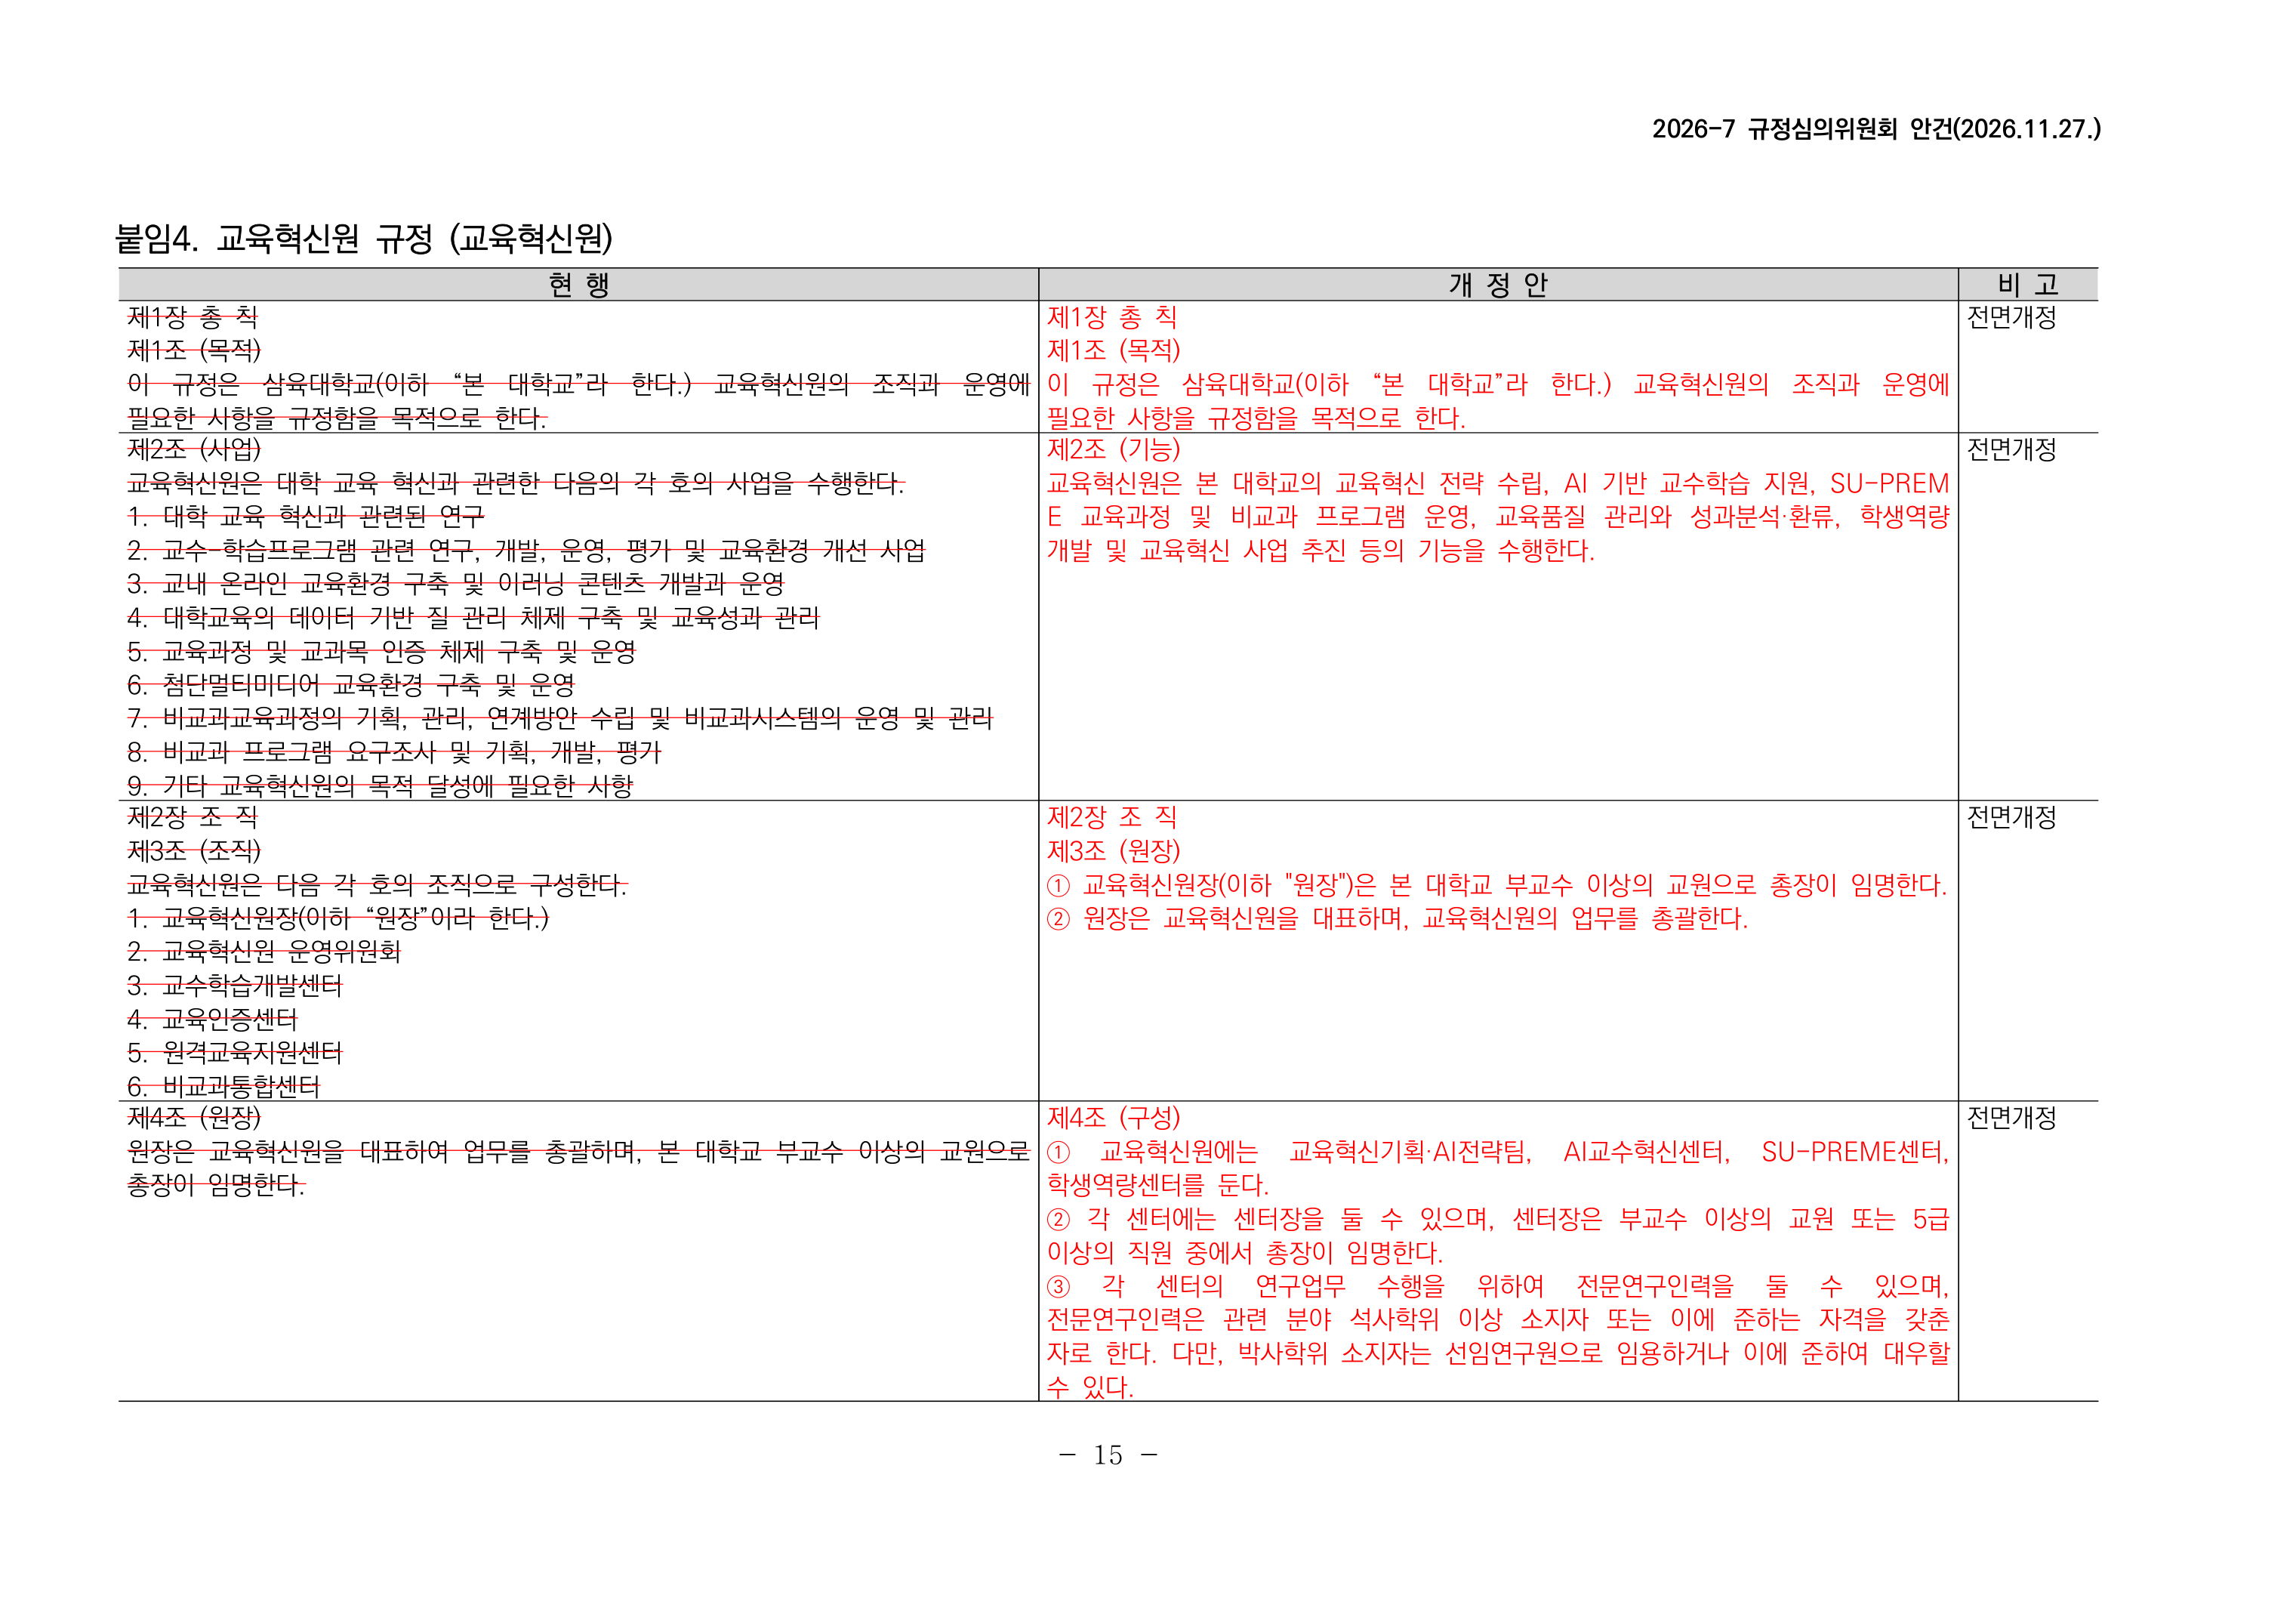 2026-7 규정심의위원회 안건(2026.11.27.)
붙임4. 교육혁신원 규정 (교육혁신원)
현 행
개 정 안
비 고
제1장 총 칙
제1조 (목적)
이 규정은 삼육대학교(이하 “본 대학교”라 한다.) 교육혁신원의 조직과 운영에
필요한 사항을 규정함을 목적으로 한다.
제1장 총 칙
제1조 (목적)
이 규정은 삼육대학교(이하 “본 대학교”라 한다.) 교육혁신원의 조직과 운영에
필요한 사항을 규정함을 목적으로 한다.
전면개정
제2조 (사업)
교육혁신원은 대학 교육 혁신과 관련한 다음의 각 호의 사업을 수행한다.
1. 대학 교육 혁신과 관련된 연구
2. 교수-학습프로그램 관련 연구, 개발, 운영, 평가 및 교육환경 개선 사업
3. 교내 온라인 교육환경 구축 및 이러닝 콘텐츠 개발과 운영
4. 대학교육의 데이터 기반 질 관리 체제 구축 및 교육성과 관리
5. 교육과정 및 교과목 인증 체제 구축 및 운영
6. 첨단멀티미디어 교육환경 구축 및 운영
7. 비교과교육과정의 기획, 관리, 연계방안 수립 및 비교과시스템의 운영 및 관리
8. 비교과 프로그램 요구조사 및 기획, 개발, 평가
9. 기타 교육혁신원의 목적 달성에 필요한 사항
제2조 (기능)
교육혁신원은 본 대학교의 교육혁신 전략 수립, AI 기반 교수학습 지원, SU-PREM
E 교육과정 및 비교과 프로그램 운영, 교육품질 관리와 성과분석·환류, 학생역량
개발 및 교육혁신 사업 추진 등의 기능을 수행한다.
전면개정
제2장 조 직
제3조 (조직)
교육혁신원은 다음 각 호의 조직으로 구성한다.
1. 교육혁신원장(이하 “원장”이라 한다.)
2. 교육혁신원 운영위원회
3. 교수학습개발센터
4. 교육인증센터
5. 원격교육지원센터
6. 비교과통합센터
제2장 조 직
제3조 (원장)
① 교육혁신원장(이하 "원장")은 본 대학교 부교수 이상의 교원으로 총장이 임명한다.
② 원장은 교육혁신원을 대표하며, 교육혁신원의 업무를 총괄한다.
전면개정
제4조 (원장)
원장은 교육혁신원을 대표하여 업무를 총괄하며, 본 대학교 부교수 이상의 교원으로
총장이 임명한다.
제4조 (구성)
① 교육혁신원에는 교육혁신기획·AI전략팀, AI교수혁신센터, SU-PREME센터,
학생역량센터를 둔다.
② 각 센터에는 센터장을 둘 수 있으며, 센터장은 부교수 이상의 교원 또는 5급
이상의 직원 중에서 총장이 임명한다.
③ 각 센터의 연구업무 수행을 위하여 전문연구인력을 둘 수 있으며,
전문연구인력은 관련 분야 석사학위 이상 소지자 또는 이에 준하는 자격을 갖춘
자로 한다. 다만, 박사학위 소지자는 선임연구원으로 임용하거나 이에 준하여 대우할
수 있다.
전면개정
- 15 -